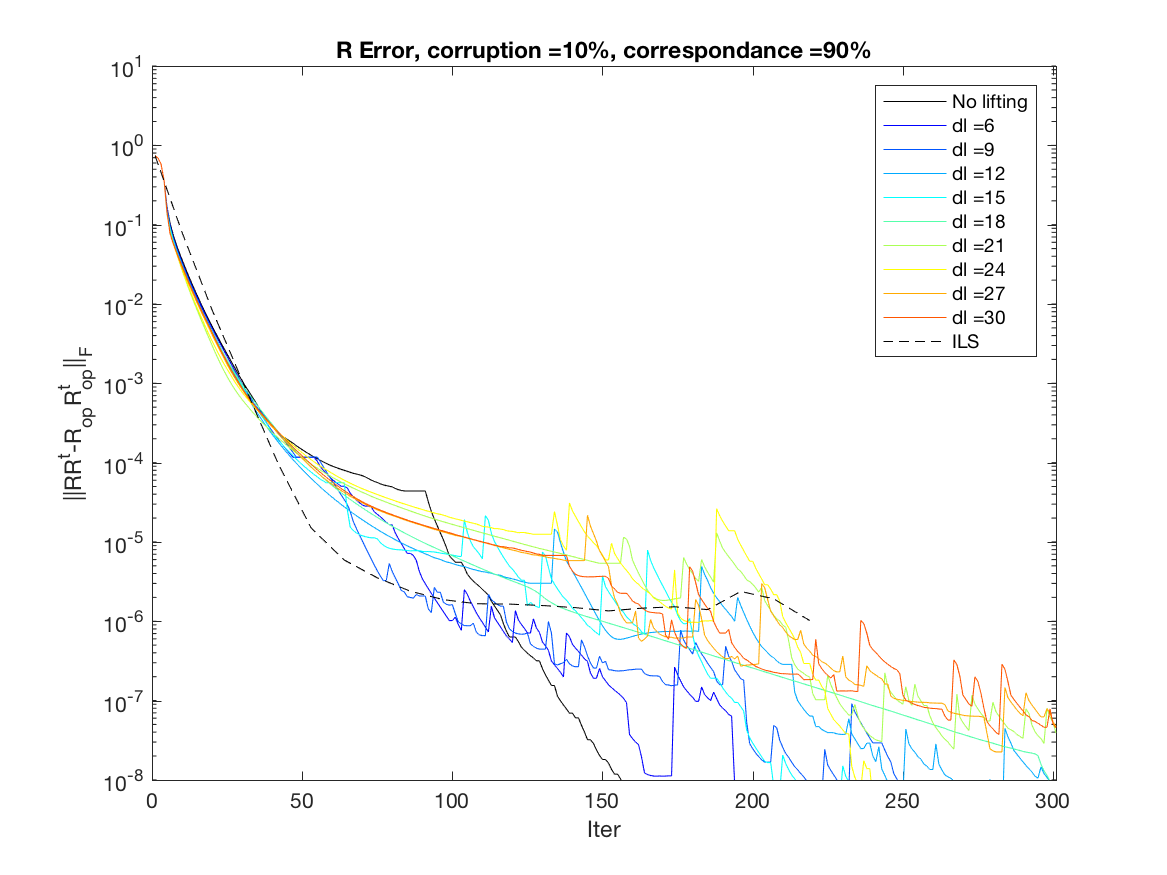 R Error, corruption =10%, correspondance =90%
10^1
10^0
10^-1
10^-2
10^-3
10^-4
10^-5
10^-6
10^-7
10^-8
||RR^t-R_op R^t_op||_F
0 50 100 150 200 250 300
Iter
No lifting
dl =6
dl =9
dl =12
dl =15
dl =18
dl =21
dl =24
dl =27
dl =30
ILS